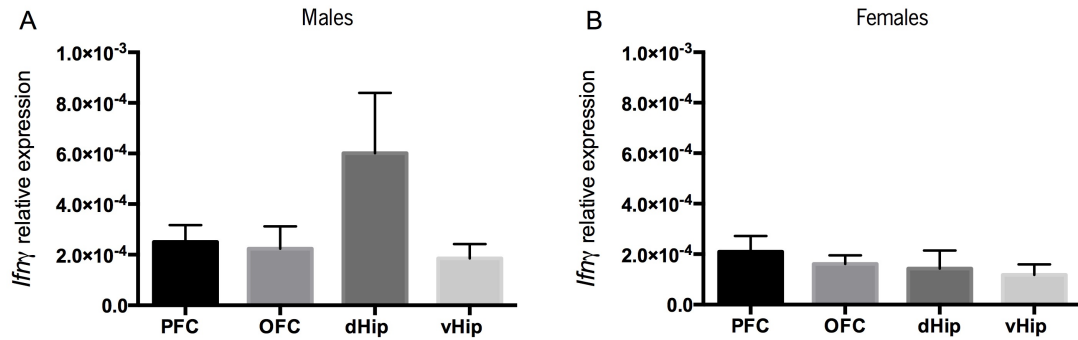 A
Males
Ifnγ relative expression
1.0×10⁻³
8.0×10⁻⁴
6.0×10⁻⁴
4.0×10⁻⁴
2.0×10⁻⁴
0.0
PFC OFC dHip vHip
B
Females
Ifnγ relative expression
1.0×10⁻³
8.0×10⁻⁴
6.0×10⁻⁴
4.0×10⁻⁴
2.0×10⁻⁴
0.0
PFC OFC dHip vHip